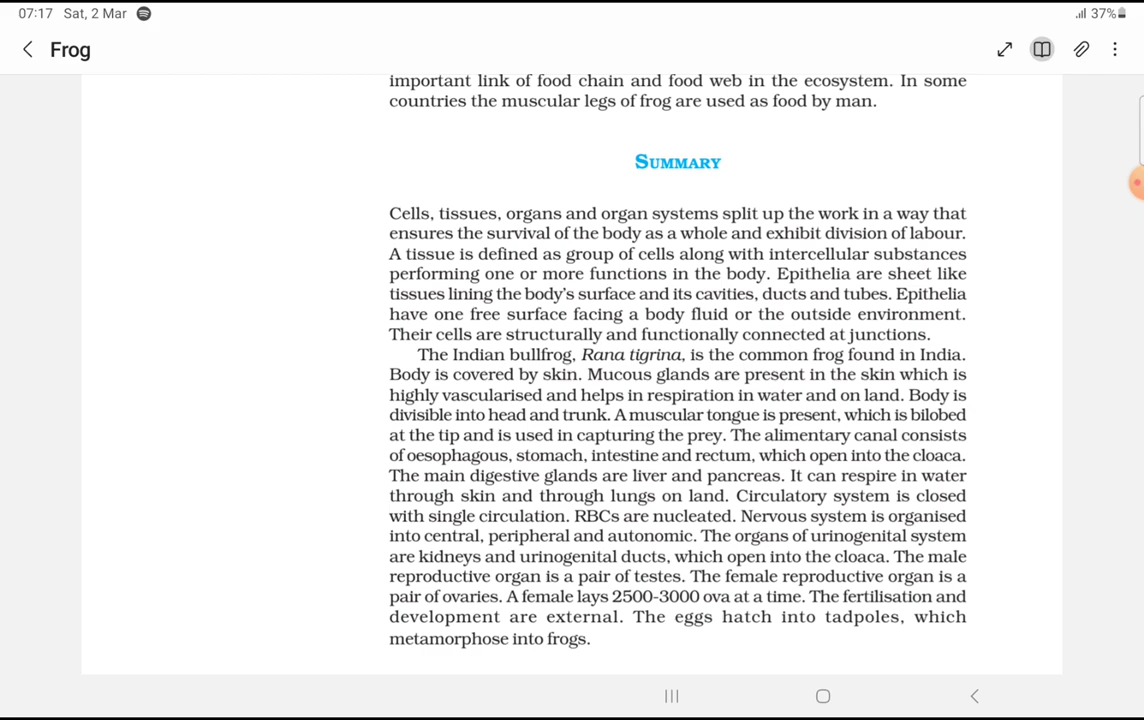 07:17 Sat, 2 Mar
37%
Frog
important link of food chain and food web in the ecosystem. In some
countries the muscular legs of frog are used as food by man.
SUMMARY
Cells, tissues, organs and organ systems split up the work in a way that
ensures the survival of the body as a whole and exhibit division of labour.
A tissue is defined as group of cells along with intercellular substances
performing one or more functions in the body. Epithelia are sheet like
tissues lining the body's surface and its cavities, ducts and tubes. Epithelia
have one free surface facing a body fluid or the outside environment.
Their cells are structurally and functionally connected at junctions.
The Indian bullfrog, Rana tigrina, is the common frog found in India.
Body is covered by skin. Mucous glands are present in the skin which is
highly vascularised and helps in respiration in water and on land. Body is
divisible into head and trunk. A muscular tongue is present, which is bilobed
at the tip and is used in capturing the prey. The alimentary canal consists
of oesophagous, stomach, intestine and rectum, which open into the cloaca.
The main digestive glands are liver and pancreas. It can respire in water
through skin and through lungs on land. Circulatory system is closed
with single circulation. RBCs are nucleated. Nervous system is organised
into central, peripheral and autonomic. The organs of urinogenital system
are kidneys and urinogenital ducts, which open into the cloaca. The male
reproductive organ is a pair of testes. The female reproductive organ is a
pair of ovaries. A female lays 2500-3000 ova at a time. The fertilisation and
development are external. The eggs hatch into tadpoles, which
metamorphose into frogs.